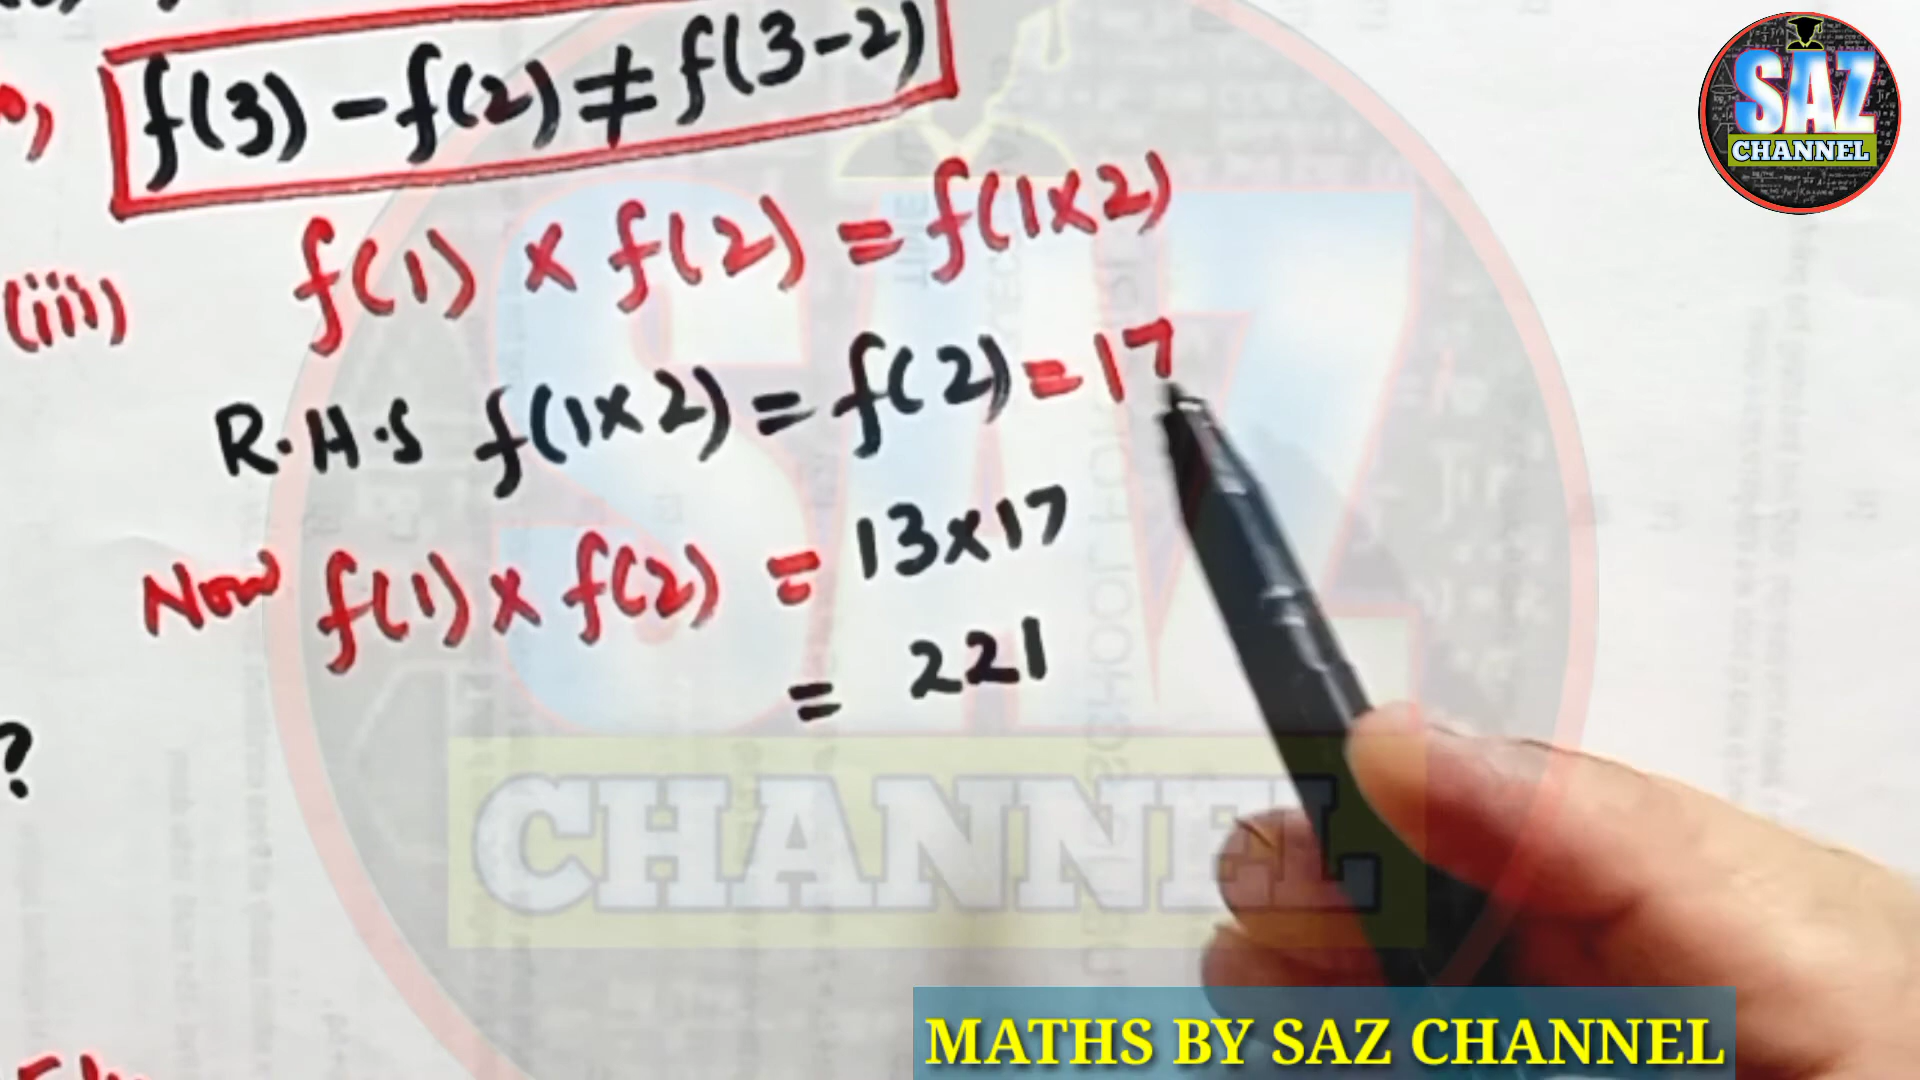 f(3) - f(2) ≠ f(3-2)
(iii) f(1) × f(2) = f(1×2)
R.H.S f(1×2) = f(2) = 17
Now f(1) × f(2) = 13×17
= 221
?
SAZ
CHANNEL
SAZ
CHANNEL
MATHS BY SAZ CHANNEL